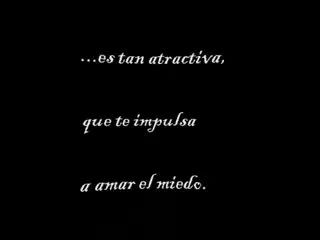 ...es tan atractiva,
que te impulsa
a amar el miedo.